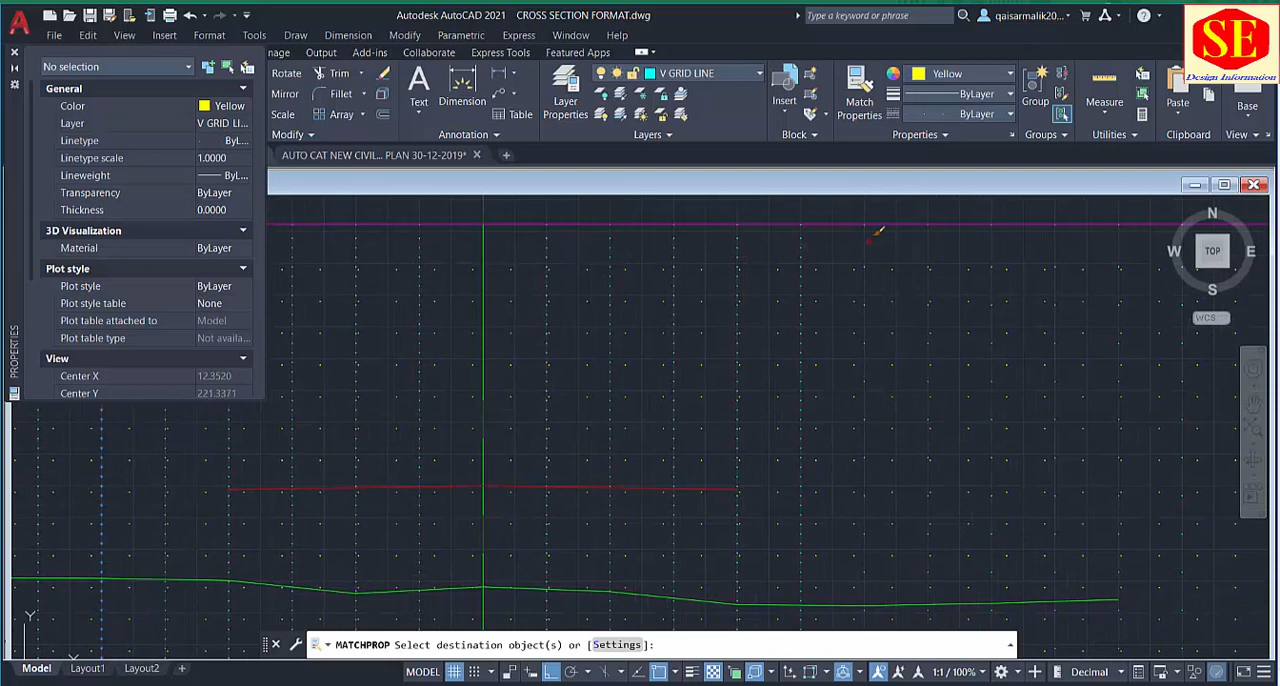 Autodesk AutoCAD 2021 CROSS SECTION FORMAT.dwg
Type a keyword or phrase
qaisarmalik20...
SE
Design Information
File Edit View Insert Format Tools Draw Dimension Modify Parametric Window Express Help
nage Output Add-ins Collaborate Express Tools Featured Apps
No selection
General
Color Yellow
Layer V GRID LI...
Linetype ByL...
Linetype scale 1.0000
Lineweight ByL...
Transparency ByLayer
Thickness 0.0000
3D Visualization
Material ByLayer
Plot style
Plot style ByLayer
Plot style table None
Plot table attached to Model
Plot table type Not availa...
View
Center X 12.3520
Center Y 221.3371
PROPERTIES
Rotate Trim
Mirror Fillet
Scale Array
Modify
Text
Dimension
Table
Annotation
Layer
Properties
V GRID LINE
Layers
Insert
Block
Match
Properties
Yellow
ByLayer
ByLayer
Properties
Group
Groups
Measure
Utilities
Paste
Clipboard
Base
View
AUTO CAT NEW CIVIL... PLAN 30-12-2019*
N
W TOP E
S
WCS
Y
X
MATCHPROP Select destination object(s) or [Settings]:
Model Layout1 Layout2 +
MODEL 1:1 / 100% Decimal